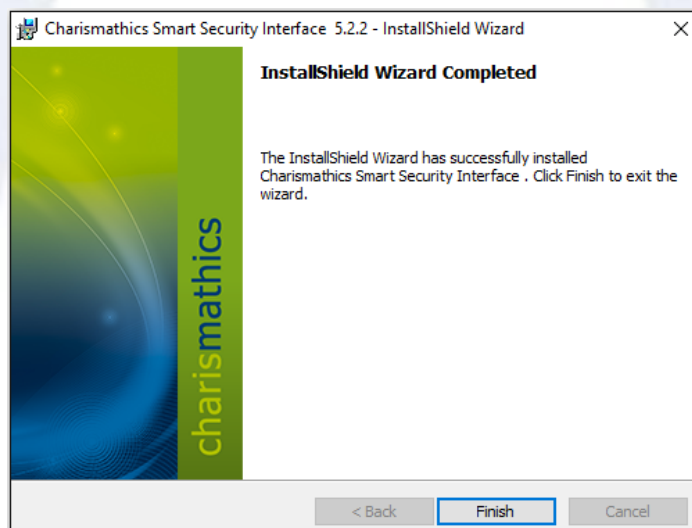 Charismathics Smart Security Interface 5.2.2 - InstallShield Wizard
InstallShield Wizard Completed
The InstallShield Wizard has successfully installed
Charismathics Smart Security Interface . Click Finish to exit the
wizard.
charismathics
< Back
Finish
Cancel